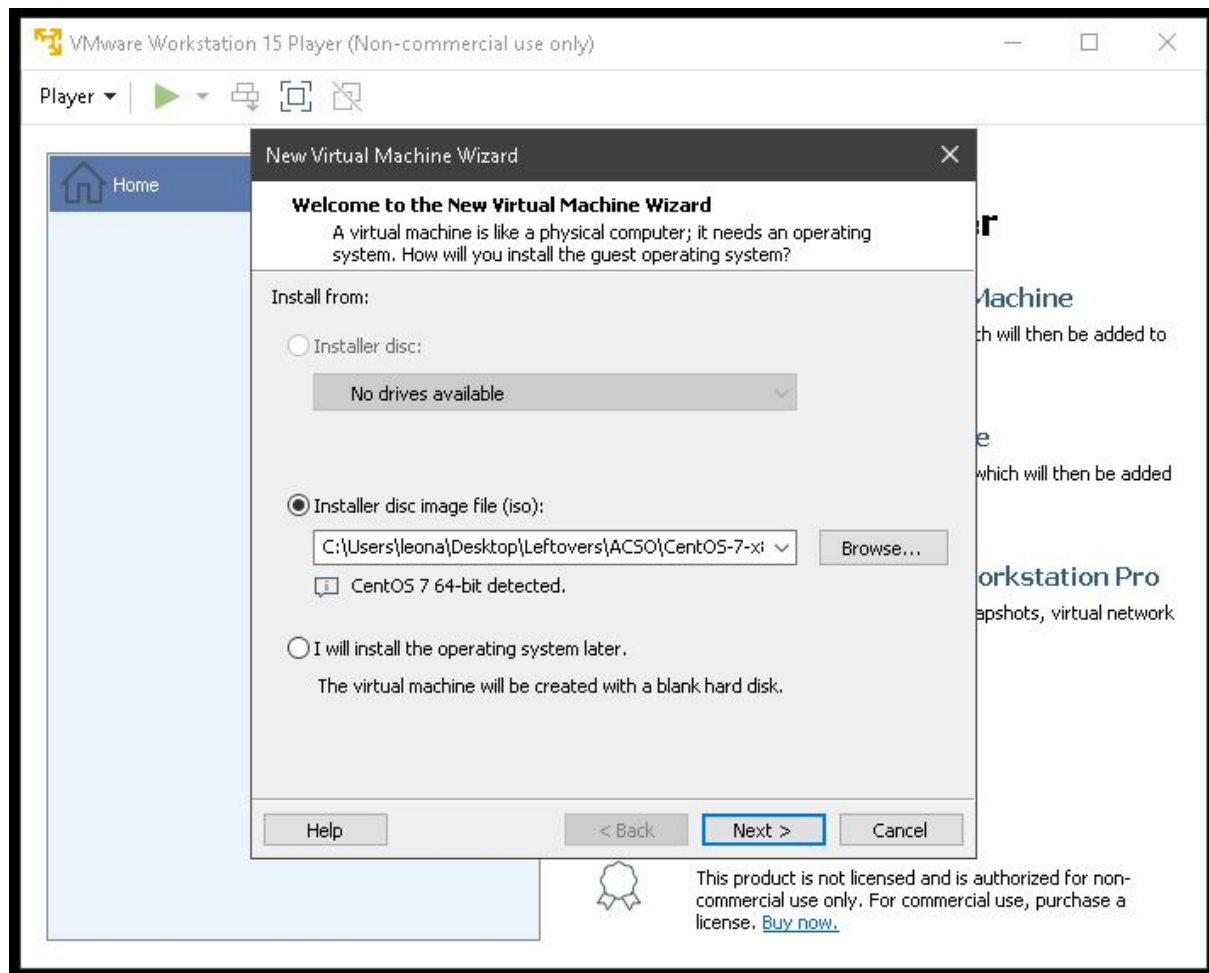 VMware Workstation 15 Player (Non-commercial use only)
Player
Home
New Virtual Machine Wizard
Welcome to the New Virtual Machine Wizard
A virtual machine is like a physical computer; it needs an operating
system. How will you install the guest operating system?
Install from:
Installer disc:
No drives available
Installer disc image file (iso):
C:\Users\leona\Desktop\Leftovers\ACSO\CentOS-7-x
Browse...
CentOS 7 64-bit detected.
I will install the operating system later.
The virtual machine will be created with a blank hard disk.
Help
< Back
Next >
Cancel
r
Machine
ch will then be added to
e
which will then be added
orkstation Pro
apshots, virtual network
This product is not licensed and is authorized for non-
commercial use only. For commercial use, purchase a
license. Buy now.